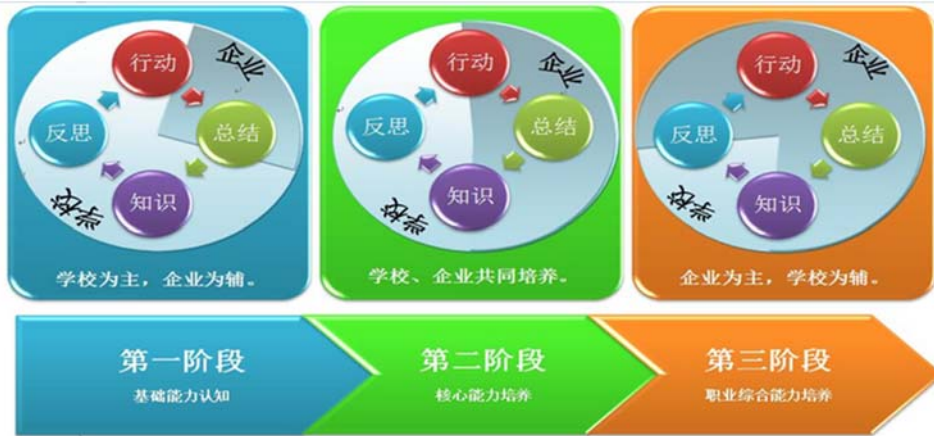 企业
行动
反思
总结
知识
学校
学校为主，企业为辅。
企业
行动
反思
总结
知识
学校
学校、企业共同培养。
企业
行动
反思
总结
知识
学校
企业为主，学校为辅。
第一阶段
基础能力认知
第二阶段
核心能力培养
第三阶段
职业综合能力培养